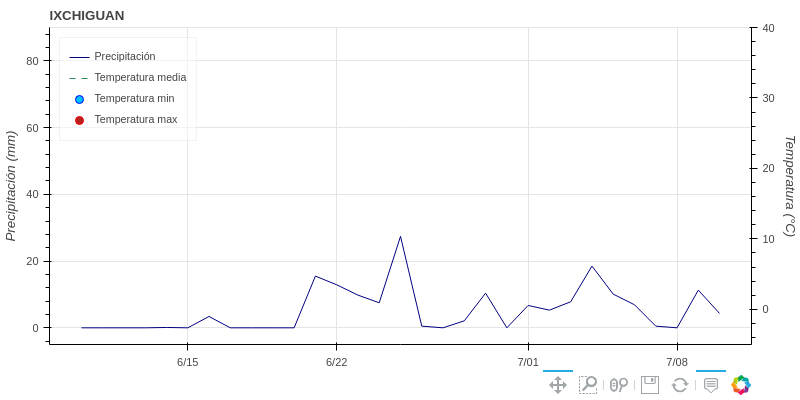 IXCHIGUAN
Precipitación
Temperatura media
Temperatura min
Temperatura max
Precipitación (mm)
80
60
40
20
0
Temperatura (°C)
40
30
20
10
0
6/15
6/22
7/01
7/08